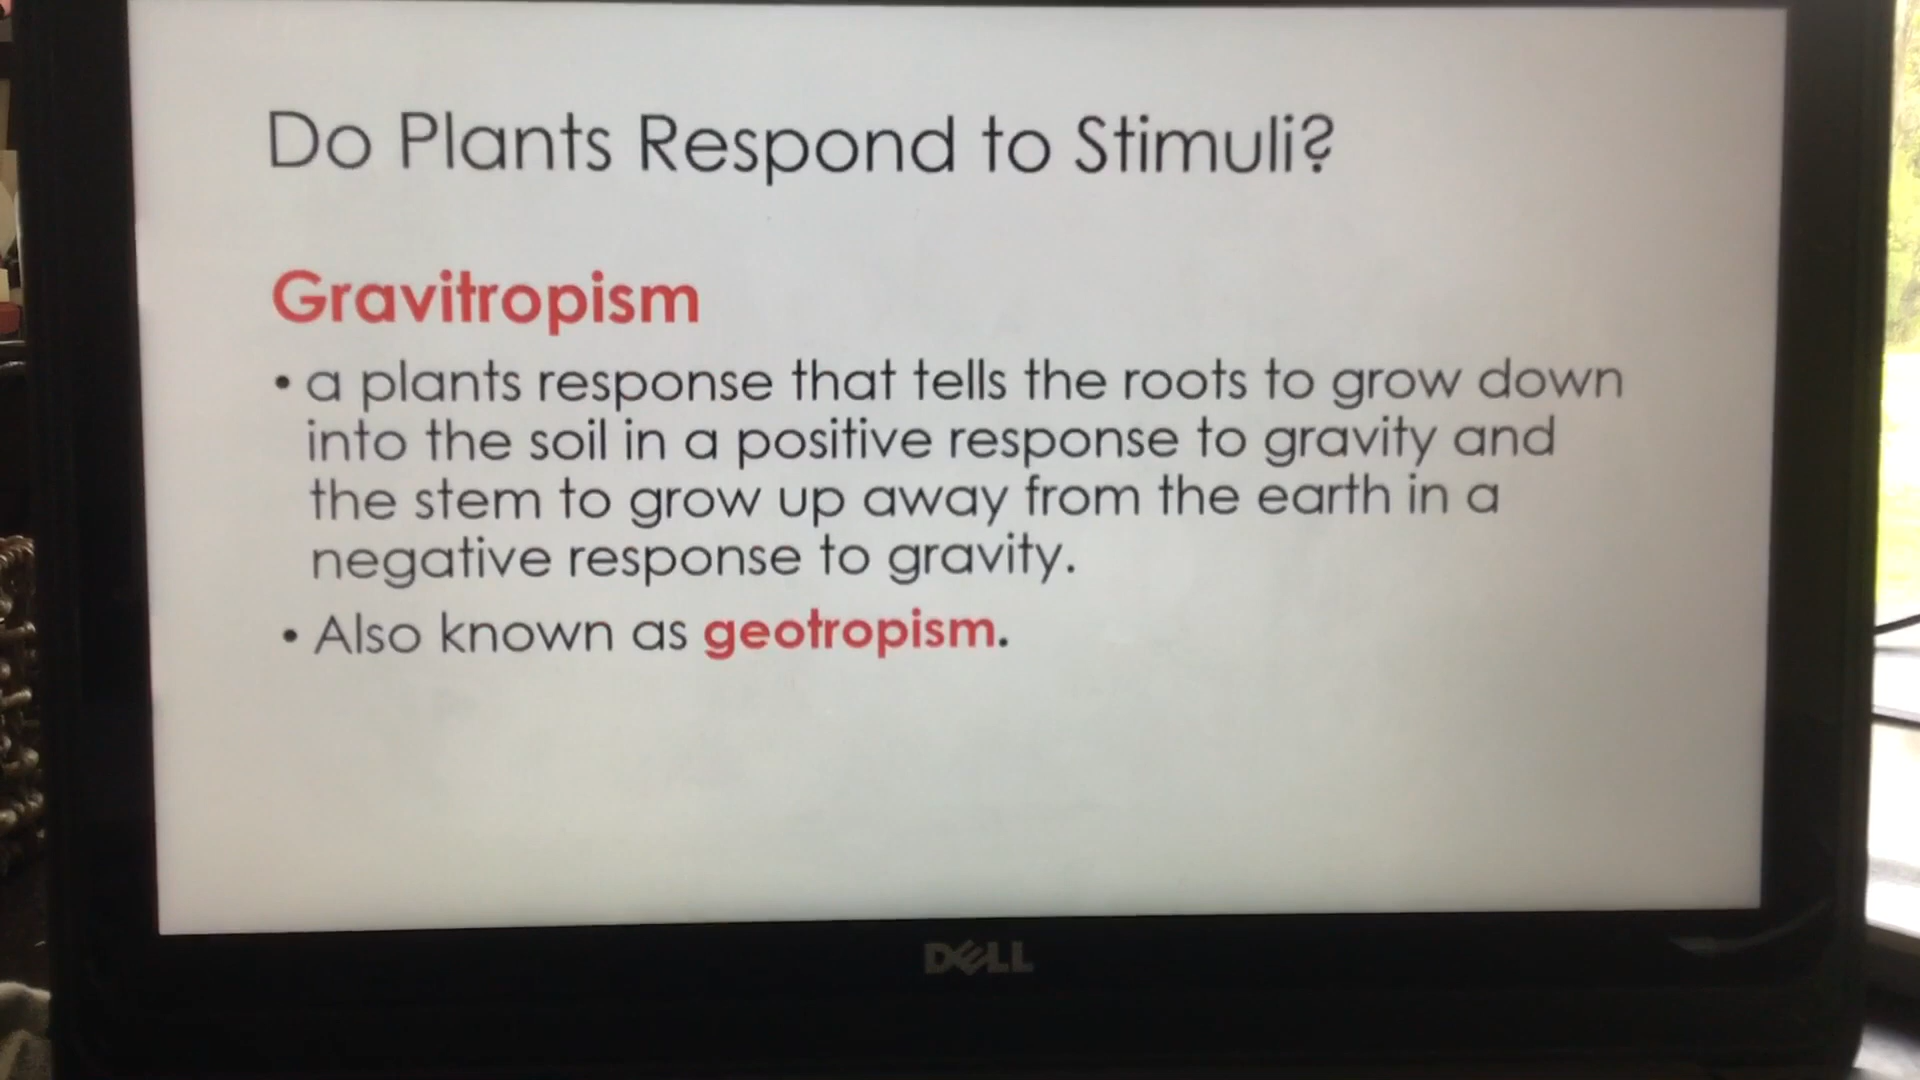 Do Plants Respond to Stimuli?
Gravitropism
• a plants response that tells the roots to grow down
into the soil in a positive response to gravity and
the stem to grow up away from the earth in a
negative response to gravity.
• Also known as geotropism.
DELL